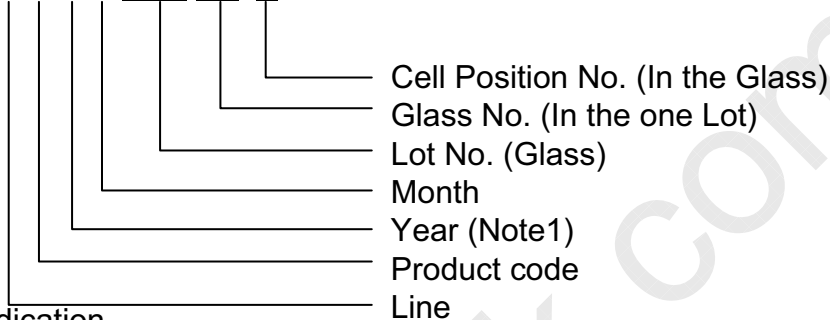 Cell Position No. (In the Glass)
Glass No. (In the one Lot)
Lot No. (Glass)
Month
Year (Note1)
Product code
Line